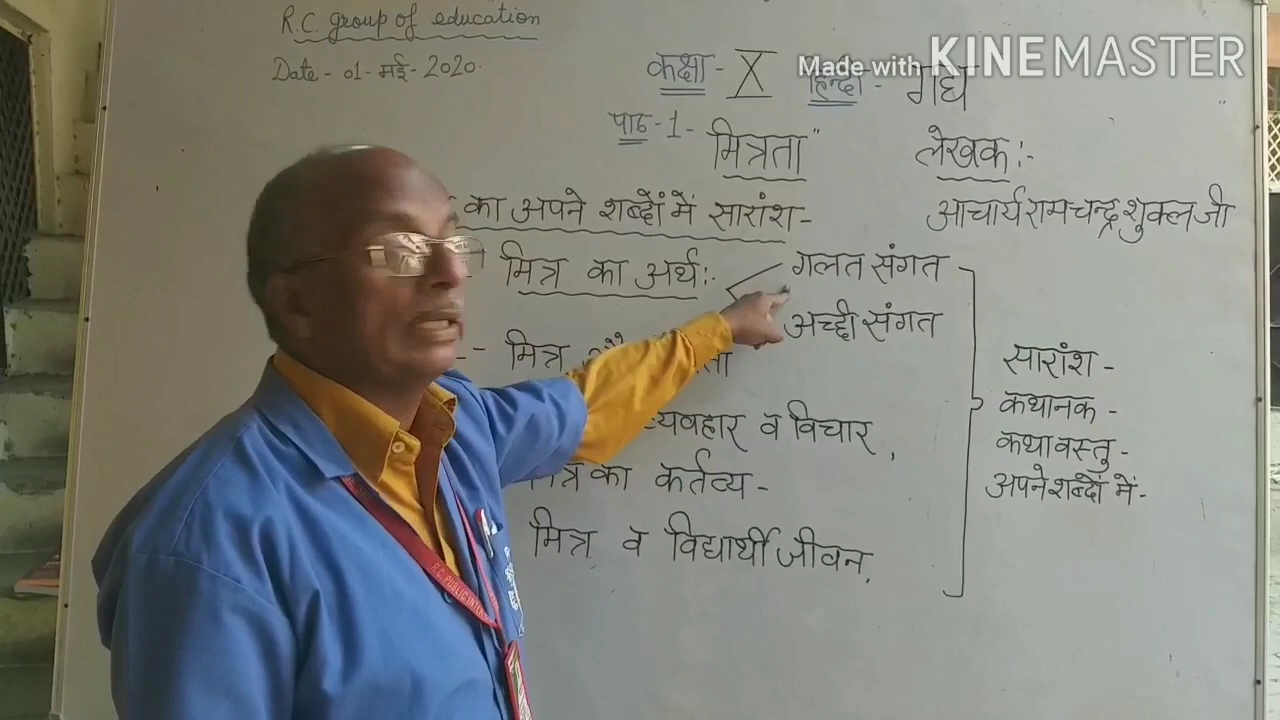 R.C. group of education
Date - 01 - मई - 2020.
Made with KINEMASTER
कक्षा - X हिन्दी - गद्य
पाठ - 1 - मित्रता"
लेखक :-
का अपने शब्दों में सारांश -
आचार्य रामचन्द्र शुक्ल जी
मित्र का अर्थ :-
गलत संगत
अच्छी संगत
मित्र
व्यवहार व विचार,
मित्र का कर्तव्य -
मित्र व विद्यार्थी जीवन,
सारांश -
कथानक -
कथावस्तु -
अपने शब्दों में -
R.C. PUBLIC